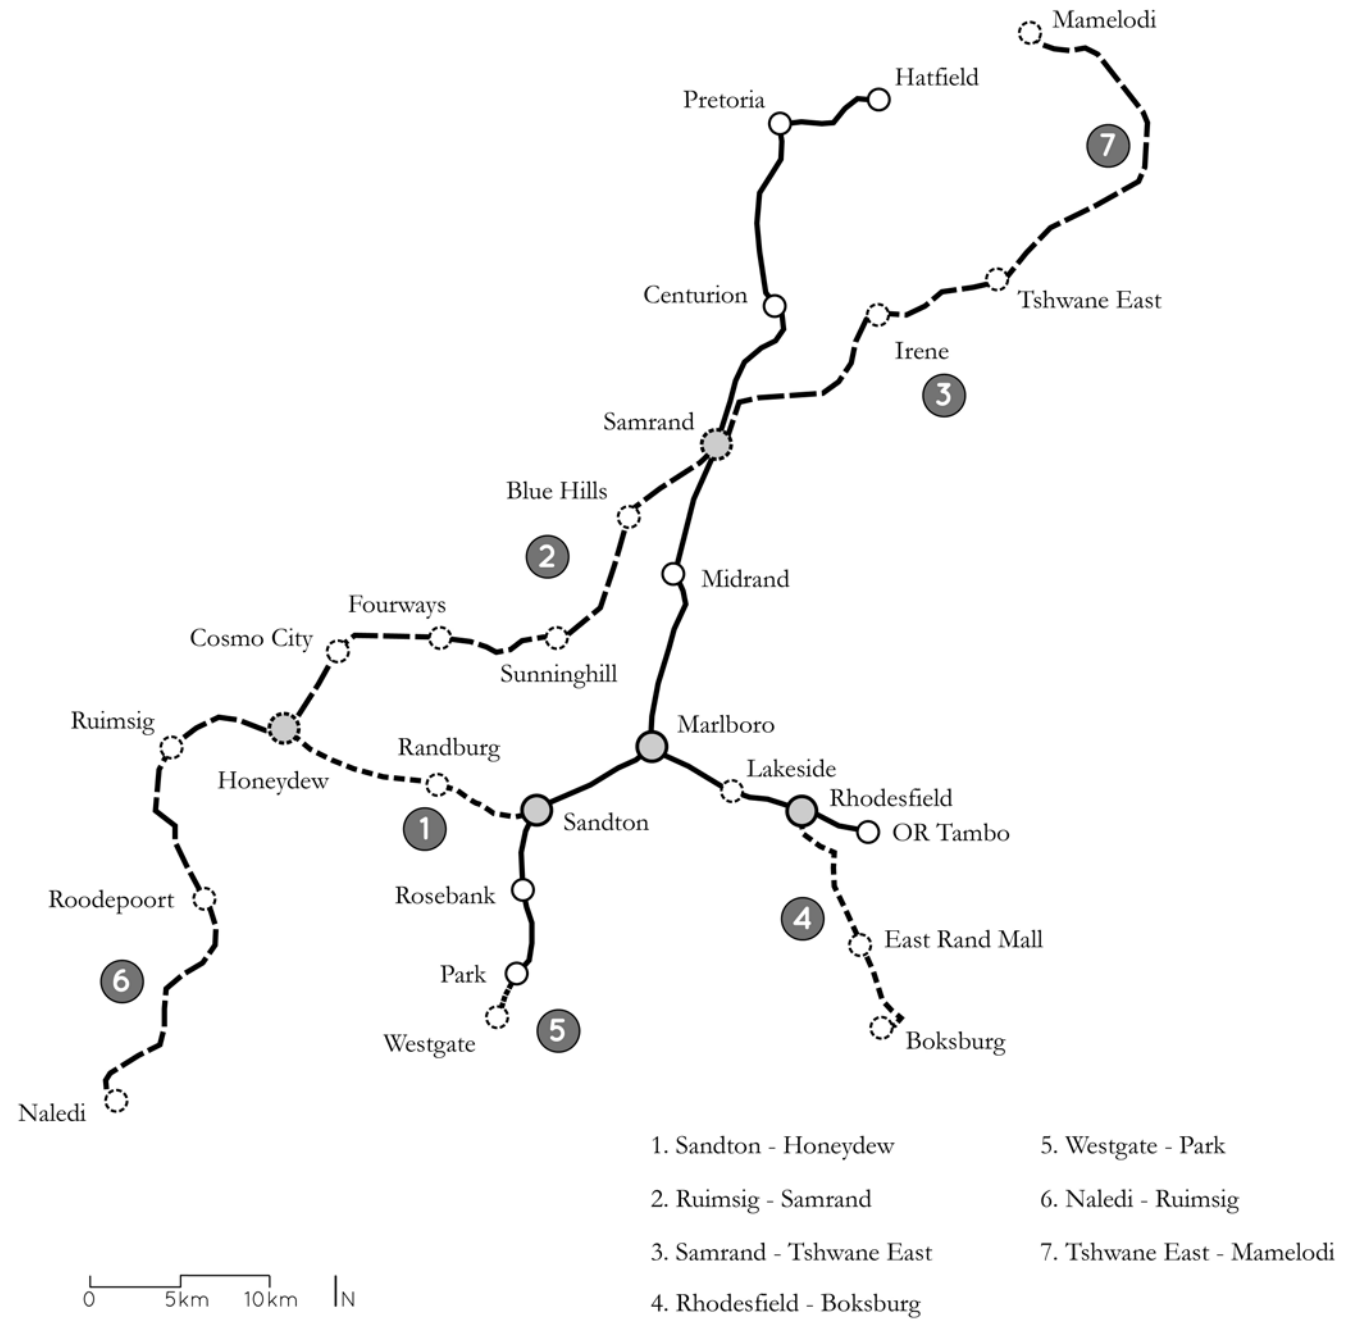 Mamelodi
Hatfield
Pretoria
7
Centurion
Tshwane East
Irene
3
Samrand
Blue Hills
2
Midrand
Fourways
Cosmo City
Sunninghill
Ruimsig
Marlboro
Randburg
Honeydew
Lakeside
Rhodesfield
1
Sandton
OR Tambo
Rosebank
Roodepoort
4
East Rand Mall
Park
6
5
Westgate
Boksburg
Naledi
1. Sandton - Honeydew
2. Ruimsig - Samrand
3. Samrand - Tshwane East
4. Rhodesfield - Boksburg
5. Westgate - Park
6. Naledi - Ruimsig
7. Tshwane East - Mamelodi
0 5km 10km N